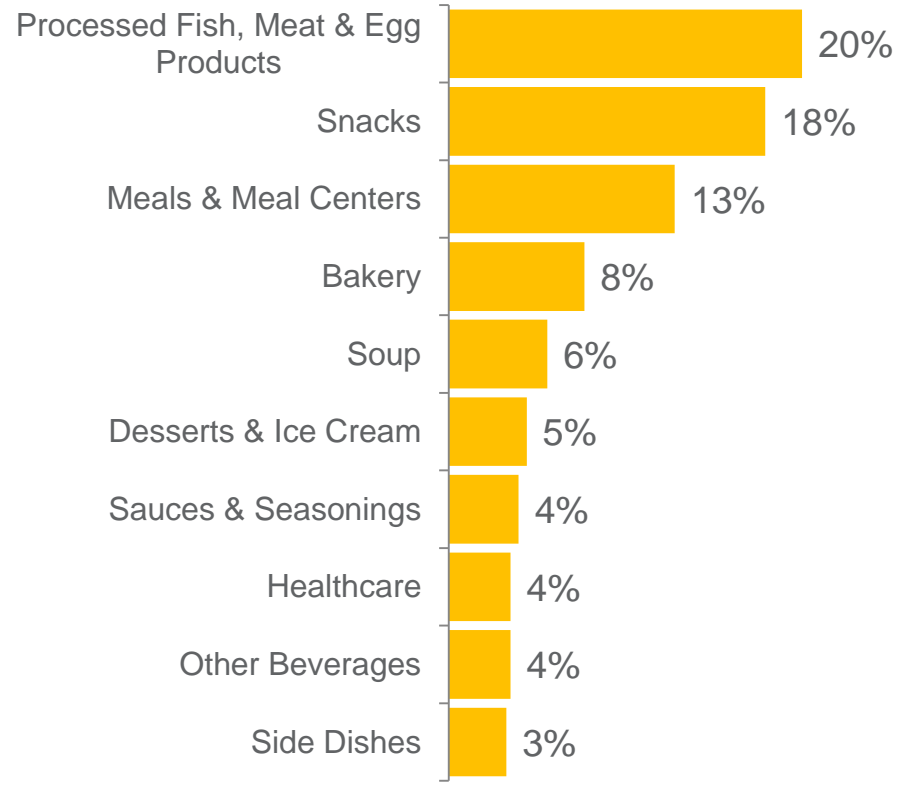 Processed Fish, Meat & Egg
Products
20%
Snacks
18%
Meals & Meal Centers
13%
Bakery
8%
Soup
6%
Desserts & Ice Cream
5%
Sauces & Seasonings
4%
Healthcare
4%
Other Beverages
4%
Side Dishes
3%